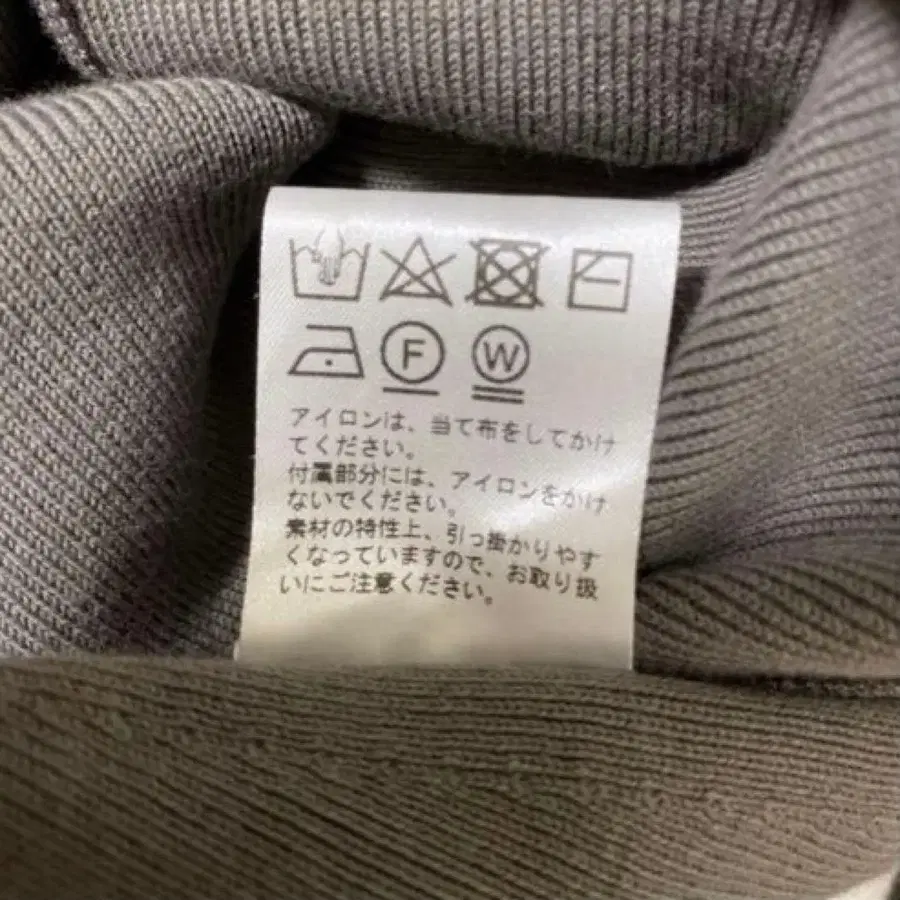 F W
アイロンは、当て布をしてかけ
てください。
付属部分には、アイロンをかけ
ないでください。
素材の特性上、引っ掛かりやす
くなっていますので、お取り扱
いにご注意ください。